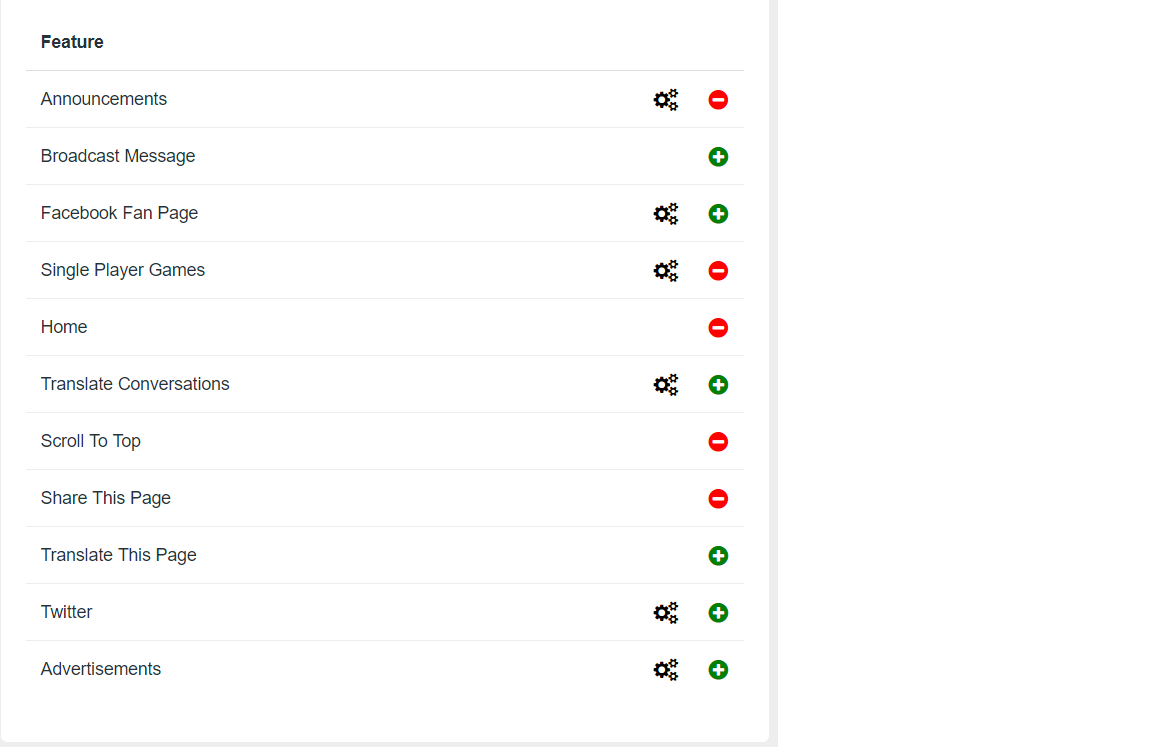 Feature
Announcements
Broadcast Message
Facebook Fan Page
Single Player Games
Home
Translate Conversations
Scroll To Top
Share This Page
Translate This Page
Twitter
Advertisements